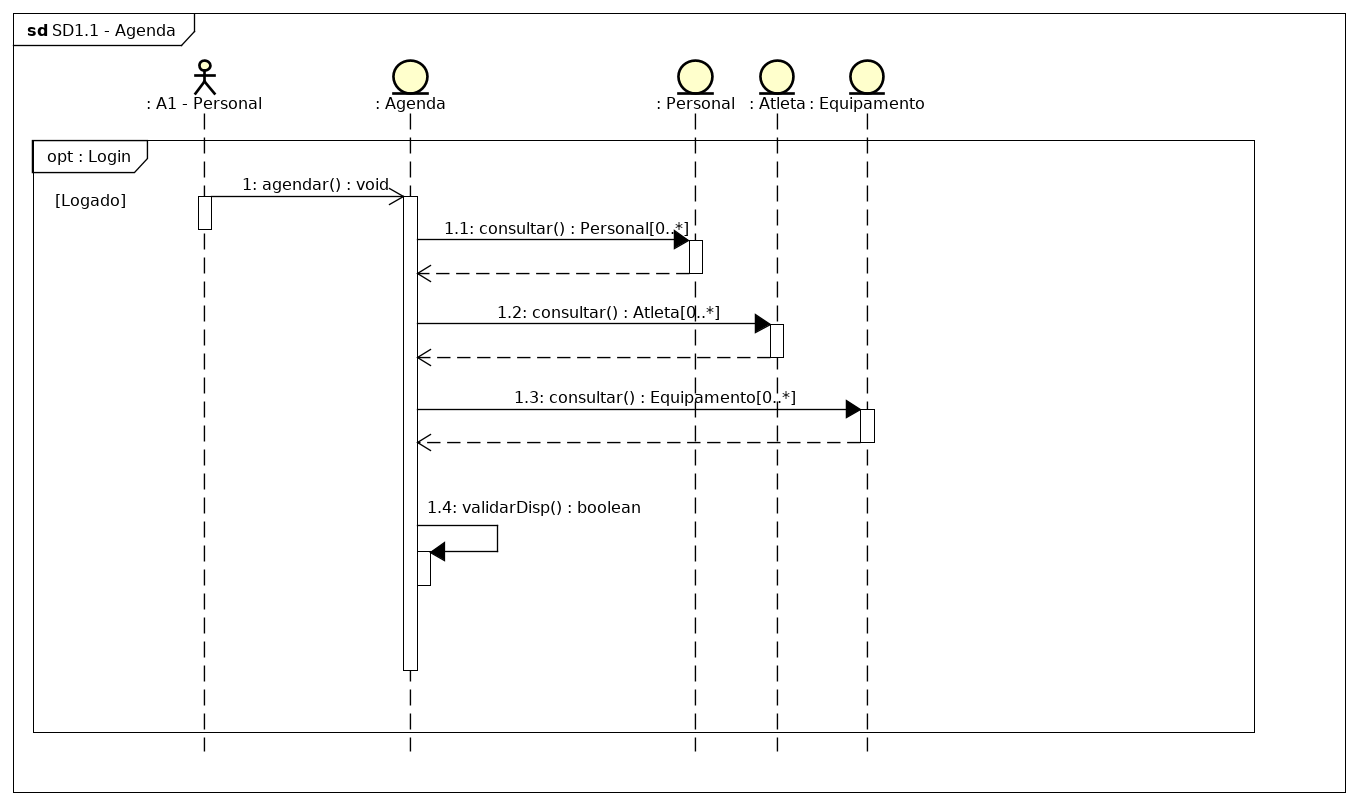 sd SD1.1 - Agenda
: A1 - Personal
: Agenda
: Personal
: Atleta
: Equipamento
opt : Login
[Logado]
1: agendar() : void
1.1: consultar() : Personal[0..*]
1.2: consultar() : Atleta[0..*]
1.3: consultar() : Equipamento[0..*]
1.4: validarDisp() : boolean